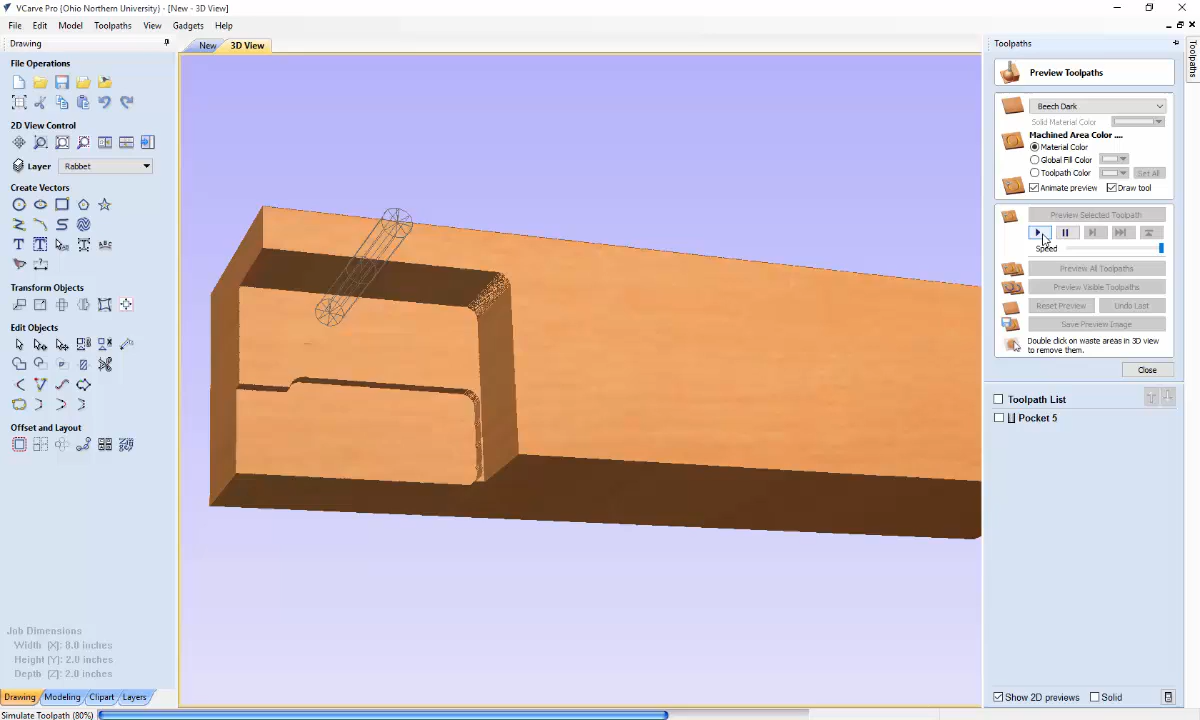 VCarve Pro {Ohio Northern University} - [New - 3D View]
File Edit Model Toolpaths View Gadgets Help
Drawing
File Operations
2D View Control
Layer Rabbet
Create Vectors
Transform Objects
Edit Objects
Offset and Layout
Job Dimensions
Width [X]: 8.0 inches
Height [Y]: 2.0 inches
Depth [Z]: 2.0 inches
Drawing Modeling Clipart Layers
Simulate Toolpath (80%)
New 3D View
Toolpaths
Toolpaths
Preview Toolpaths
Beech Dark
Solid Material Color
Machined Area Color ....
Material Color
Global Fill Color
Toolpath Color Set All
Animate preview Draw tool
Preview Selected Toolpath
Speed
Preview All Toolpaths
Preview Visible Toolpaths
Reset Preview Undo Last
Save Preview Image
Double click on waste areas in 3D view
to remove them.
Close
Toolpath List
Pocket 5
Show 2D previews Solid